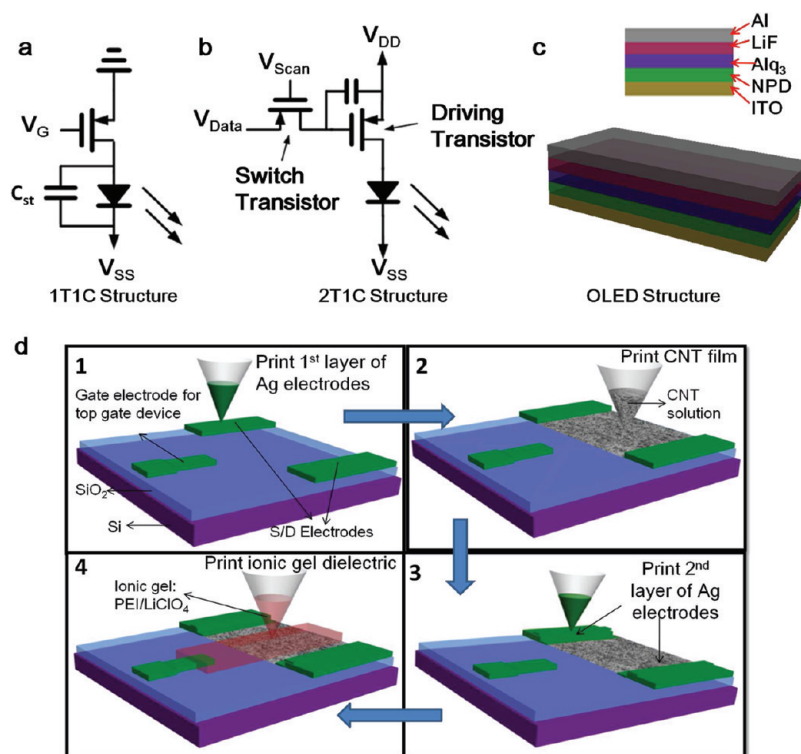 a
V_G
C_st
V_SS
1T1C Structure
b
V_DD
V_Scan
V_Data
Driving
Transistor
Switch
Transistor
V_SS
2T1C Structure
c
Al
LiF
Alq₃
NPD
ITO
OLED Structure
d
1
Print 1st layer of
Ag electrodes
Gate electrode for
top gate device
SiO₂
Si
S/D Electrodes
2
Print CNT film
CNT
solution
4
Print ionic gel dielectric
Ionic gel:
PEI/LiClO₄
3
Print 2nd
layer of Ag
electrodes